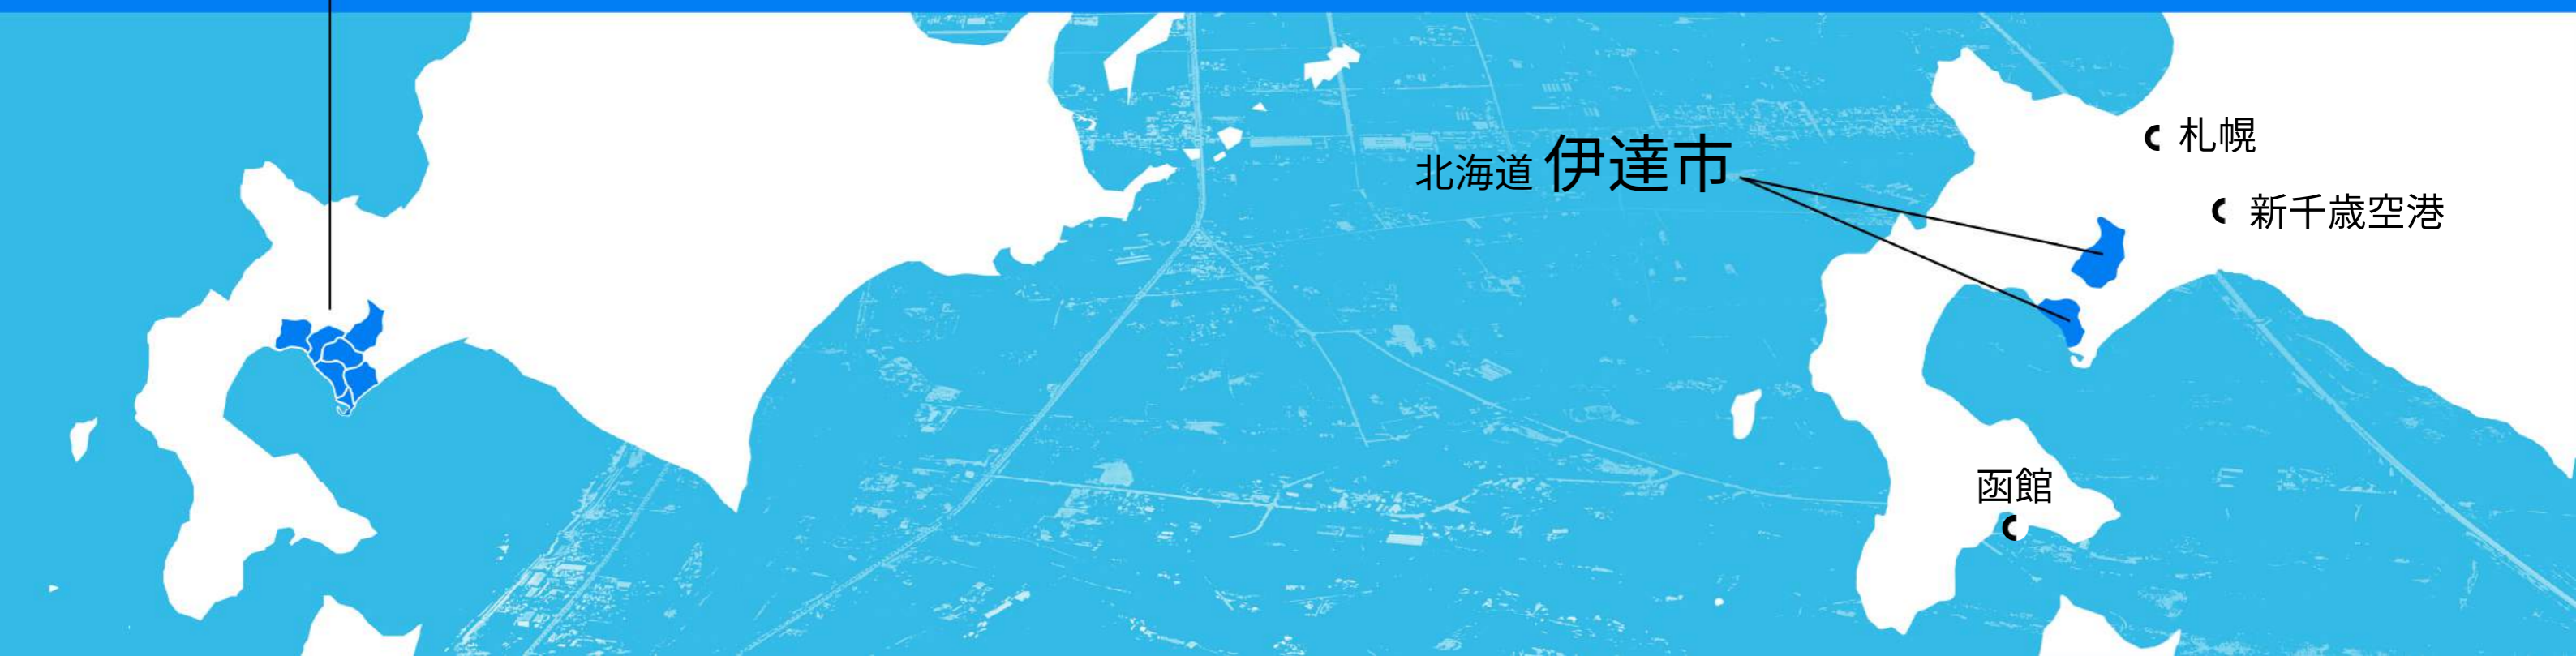 札幌
北海道 伊達市
新千歳空港
函館